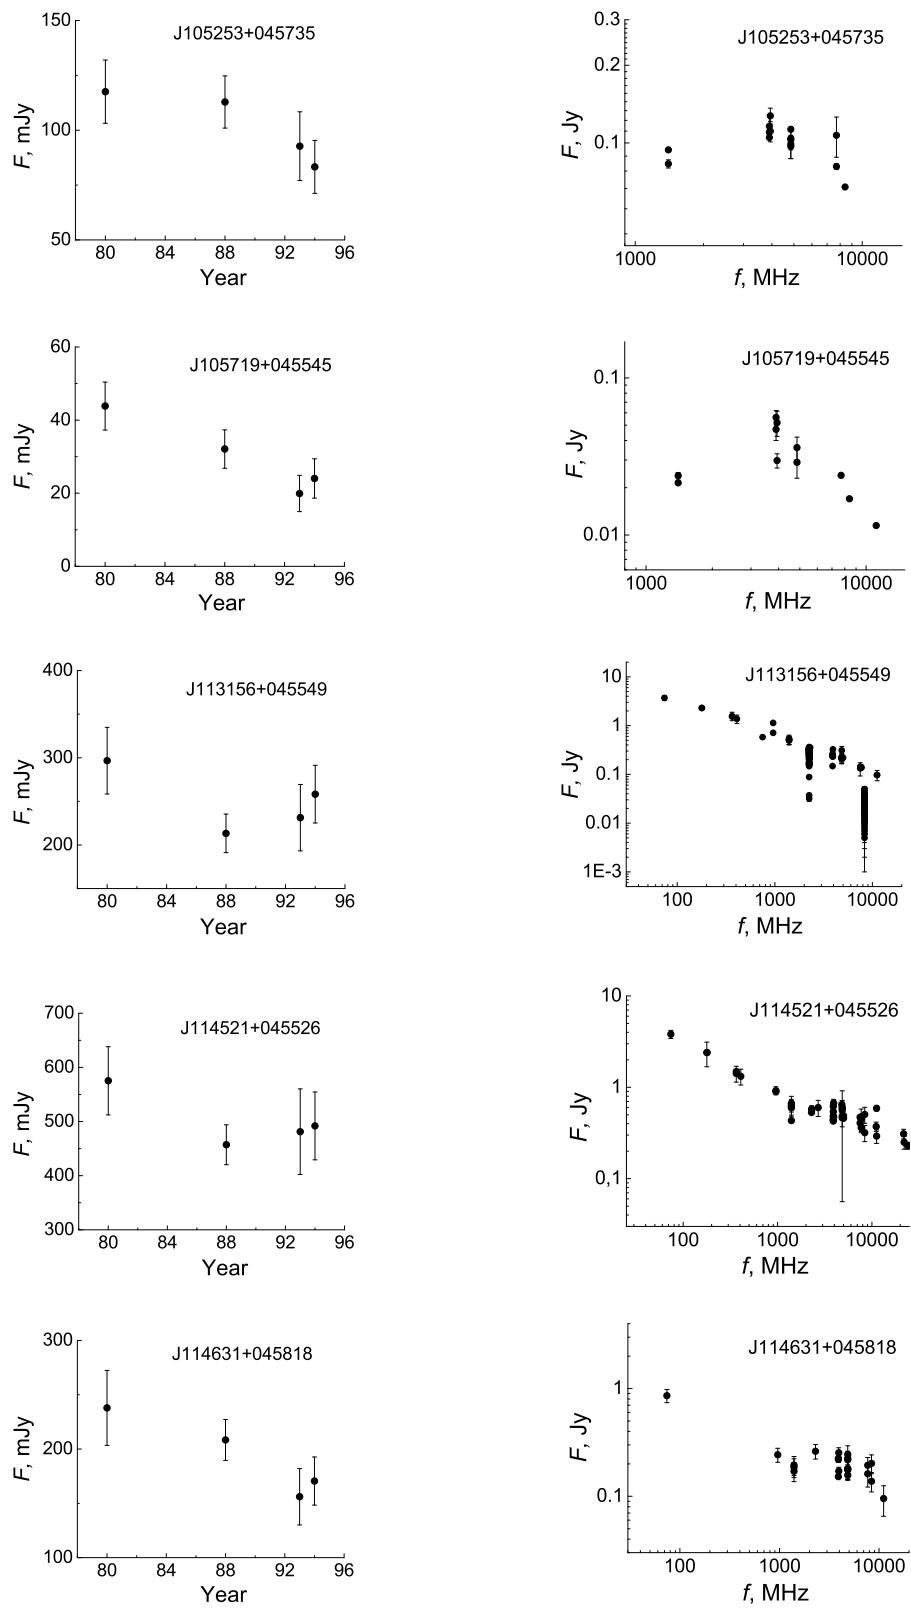 J105253+045735
150
100
50
F, mJy
80 84 88 92 96
Year
J105253+045735
0.3
0.2
0.1
F, Jy
1000 10000
f, MHz
J105719+045545
60
40
20
0
F, mJy
80 84 88 92 96
Year
J105719+045545
0.1
0.01
F, Jy
1000 10000
f, MHz
J113156+045549
400
300
200
F, mJy
80 84 88 92 96
Year
J113156+045549
10
1
0.1
0.01
1E-3
F, Jy
100 1000 10000
f, MHz
J114521+045526
700
600
500
400
300
F, mJy
80 84 88 92 96
Year
J114521+045526
10
1
0,1
F, Jy
100 1000 10000
f, MHz
J114631+045818
300
200
100
F, mJy
80 84 88 92 96
Year
J114631+045818
1
0.1
F, Jy
100 1000 10000
f, MHz